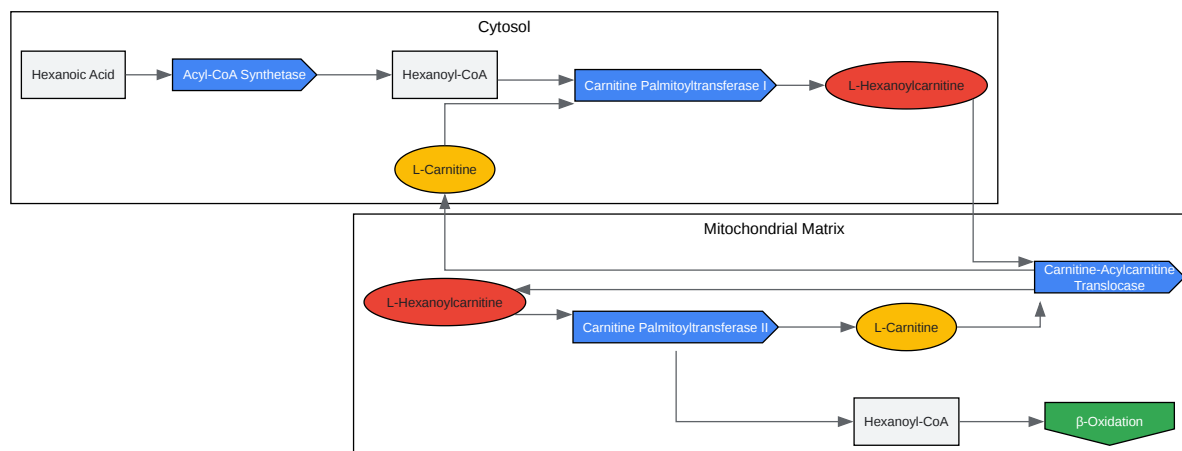 Cytosol
Hexanoic Acid
Acyl-CoA Synthetase
Hexanoyl-CoA
Carnitine Palmitoyltransferase I
L-Hexanoylcarnitine
L-Carnitine
Mitochondrial Matrix
Carnitine-Acylcarnitine
Translocase
L-Hexanoylcarnitine
Carnitine Palmitoyltransferase II
L-Carnitine
Hexanoyl-CoA
β-Oxidation